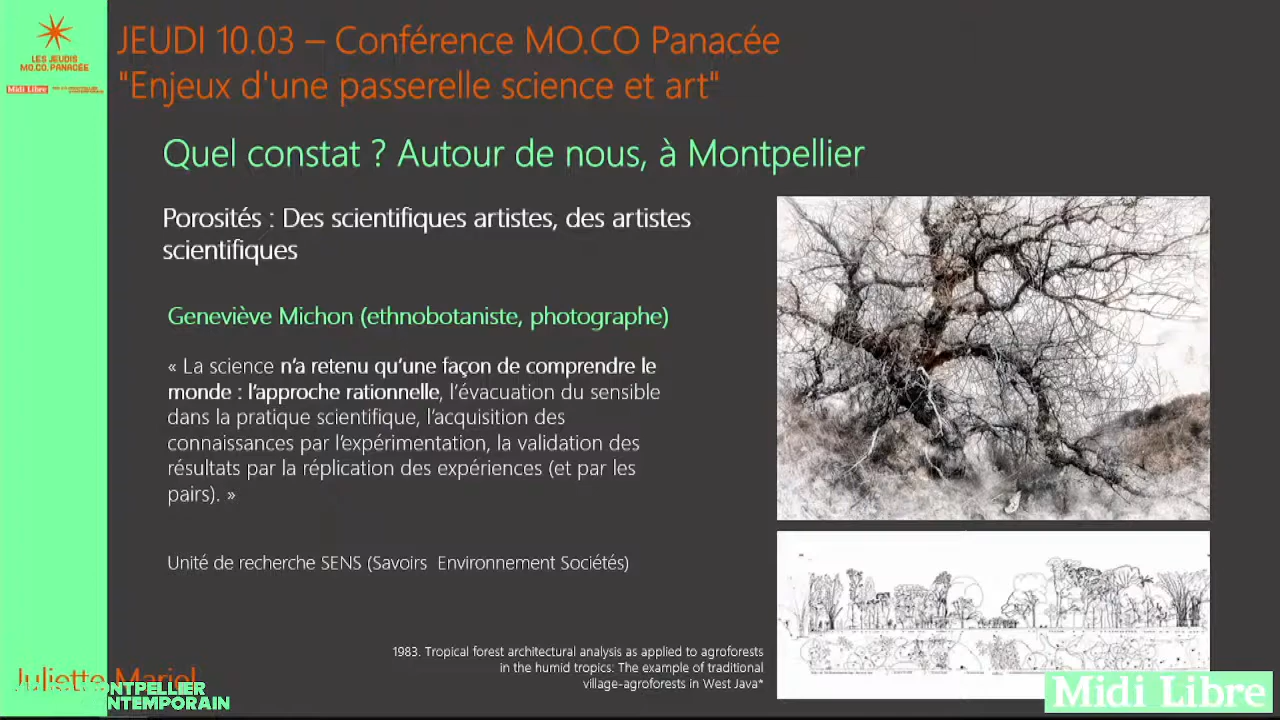 LES JEUDIS
MO.CO. PANACÉE
Midi Libre
JEUDI 10.03 – Conférence MO.CO Panacée
"Enjeux d'une passerelle science et art"
Quel constat ? Autour de nous, à Montpellier
Porosités : Des scientifiques artistes, des artistes
scientifiques
Geneviève Michon (ethnobotaniste, photographe)
« La science n’a retenu qu’une façon de comprendre le
monde : l’approche rationnelle, l’évacuation du sensible
dans la pratique scientifique, l’acquisition des
connaissances par l’expérimentation, la validation des
résultats par la réplication des expériences (et par les
pairs). »
Unité de recherche SENS (Savoirs Environnement Sociétés)
1983. Tropical forest architectural analysis as applied to agroforests
in the humid tropics: The example of traditional
village-agroforests in West Java*
Juliette Mariel
Midi Libre